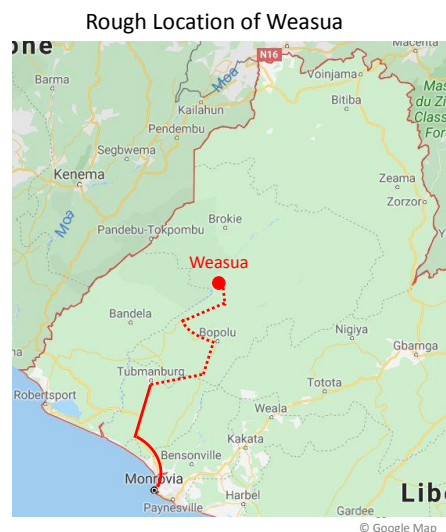 Rough Location of Weasua
one
N16
Macenta
Moa
Voinjama
Barma
Kailahun
Bitiba
Mas
du Zi
Class
For
Pendembu
Segbwema
Kenema
Zeama
Zorzor
Moa
Brokie
Pandebu-Tokpombu
Weasua
Bandela
Bopolu
Nigiya
Gbarnga
Tubmanburg
Totota
Robertsport
Weala
Kakata
Bensonville
Monrovia
Harbel
Lib
Paynesville
Gardee
© Google Map